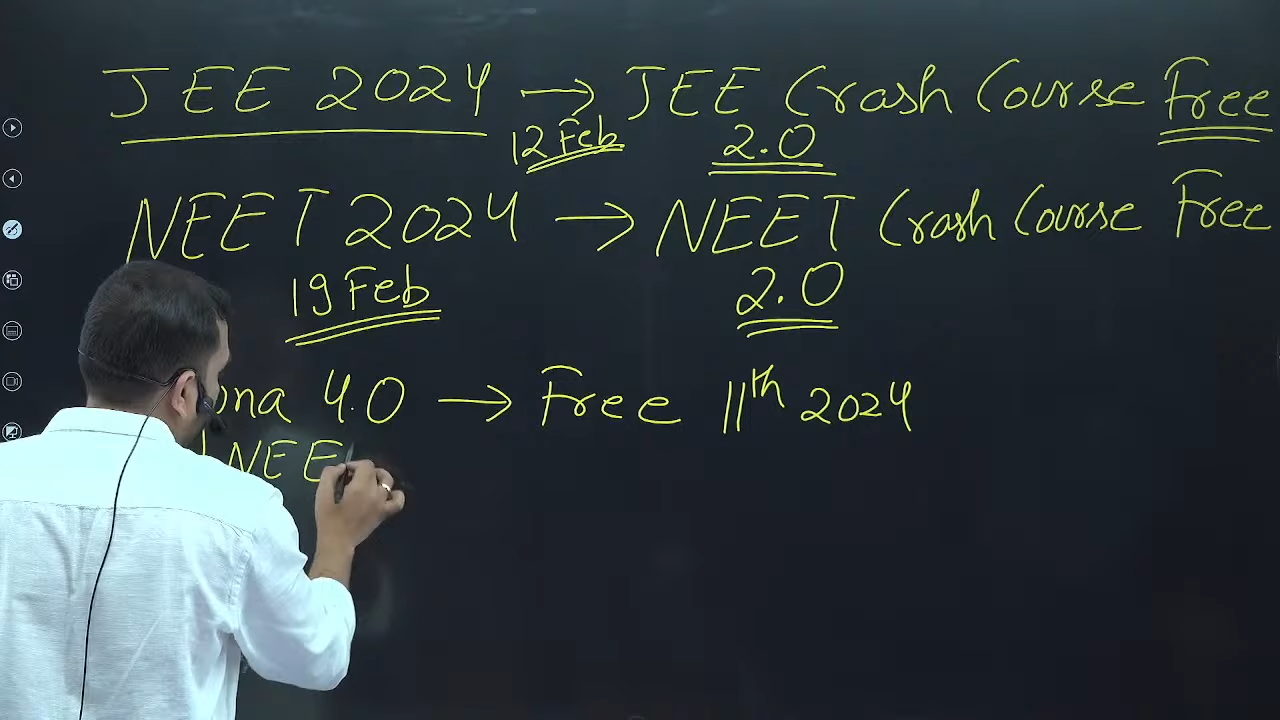 JEE 2024 → JEE Crash Course Free
12 Feb 2.0
NEET 2024 → NEET Crash Course Free
19 Feb 2.0
4.0 → Free 11th 2024